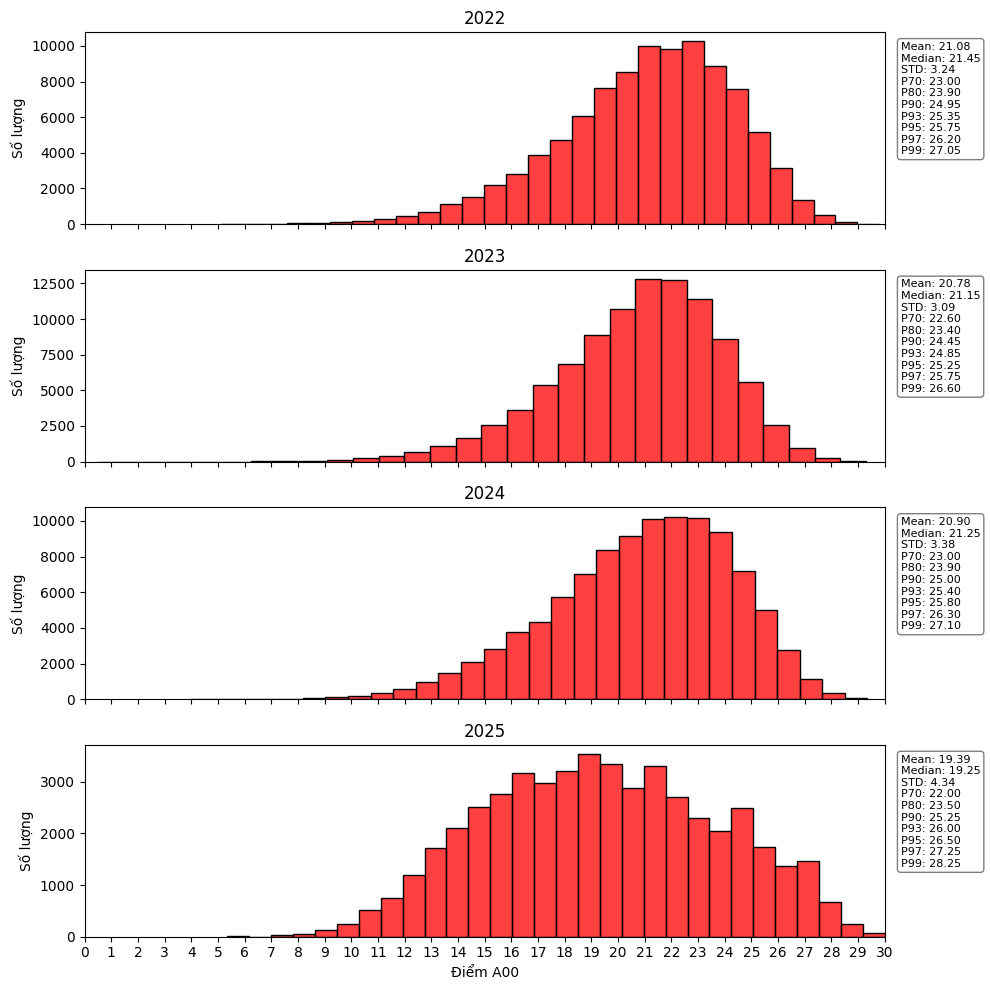 2022
10000
8000
6000
4000
2000
0
Số lượng
Mean: 21.08
Median: 21.45
STD: 3.24
P70: 23.00
P80: 23.90
P90: 24.95
P93: 25.35
P95: 25.75
P97: 26.20
P99: 27.05
2023
12500
10000
7500
5000
2500
0
Số lượng
Mean: 20.78
Median: 21.15
STD: 3.09
P70: 22.60
P80: 23.40
P90: 24.45
P93: 24.85
P95: 25.25
P97: 25.75
P99: 26.60
2024
10000
8000
6000
4000
2000
0
Số lượng
Mean: 20.90
Median: 21.25
STD: 3.38
P70: 23.00
P80: 23.90
P90: 25.00
P93: 25.40
P95: 25.80
P97: 26.30
P99: 27.10
2025
3000
2000
1000
0
Số lượng
Mean: 19.39
Median: 19.25
STD: 4.34
P70: 22.00
P80: 23.50
P90: 25.25
P93: 26.00
P95: 26.50
P97: 27.25
P99: 28.25
0 1 2 3 4 5 6 7 8 9 10 11 12 13 14 15 16 17 18 19 20 21 22 23 24 25 26 27 28 29 30
Điểm A00